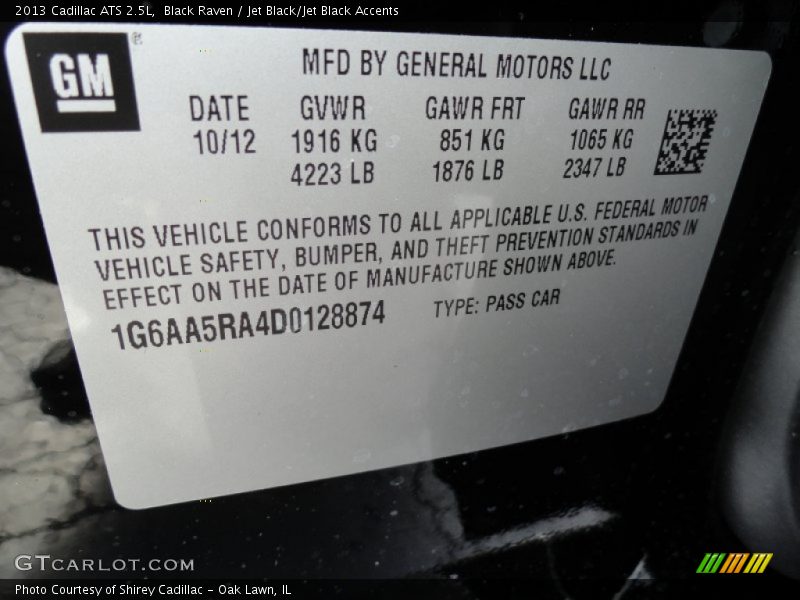 2013 Cadillac ATS 2.5L,  Black Raven / Jet Black/Jet Black Accents
GM ®
MFD BY GENERAL MOTORS LLC
DATE GVWR GAWR FRT GAWR RR
10/12 1916 KG 851 KG 1065 KG
4223 LB 1876 LB 2347 LB
THIS VEHICLE CONFORMS TO ALL APPLICABLE U.S. FEDERAL MOTOR
VEHICLE SAFETY, BUMPER, AND THEFT PREVENTION STANDARDS IN
EFFECT ON THE DATE OF MANUFACTURE SHOWN ABOVE.
1G6AA5RA4D0128874 TYPE: PASS CAR
GTCARLOT.COM
Photo Courtesy of Shirey Cadillac - Oak Lawn, IL